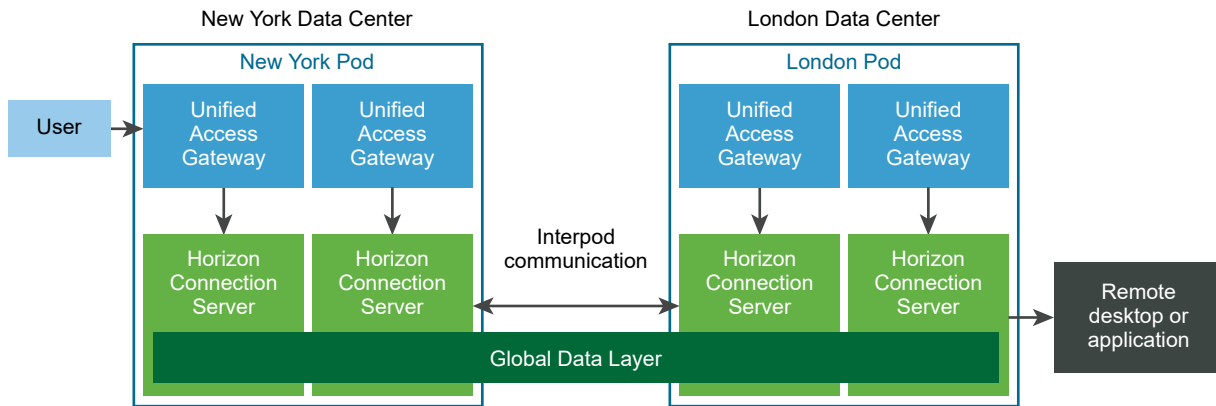 New York Data Center
London Data Center
New York Pod
London Pod
User
Unified
Access
Gateway
Unified
Access
Gateway
Unified
Access
Gateway
Unified
Access
Gateway
Horizon
Connection
Server
Horizon
Connection
Server
Interpod
communication
Horizon
Connection
Server
Horizon
Connection
Server
Remote
desktop or
application
Global Data Layer